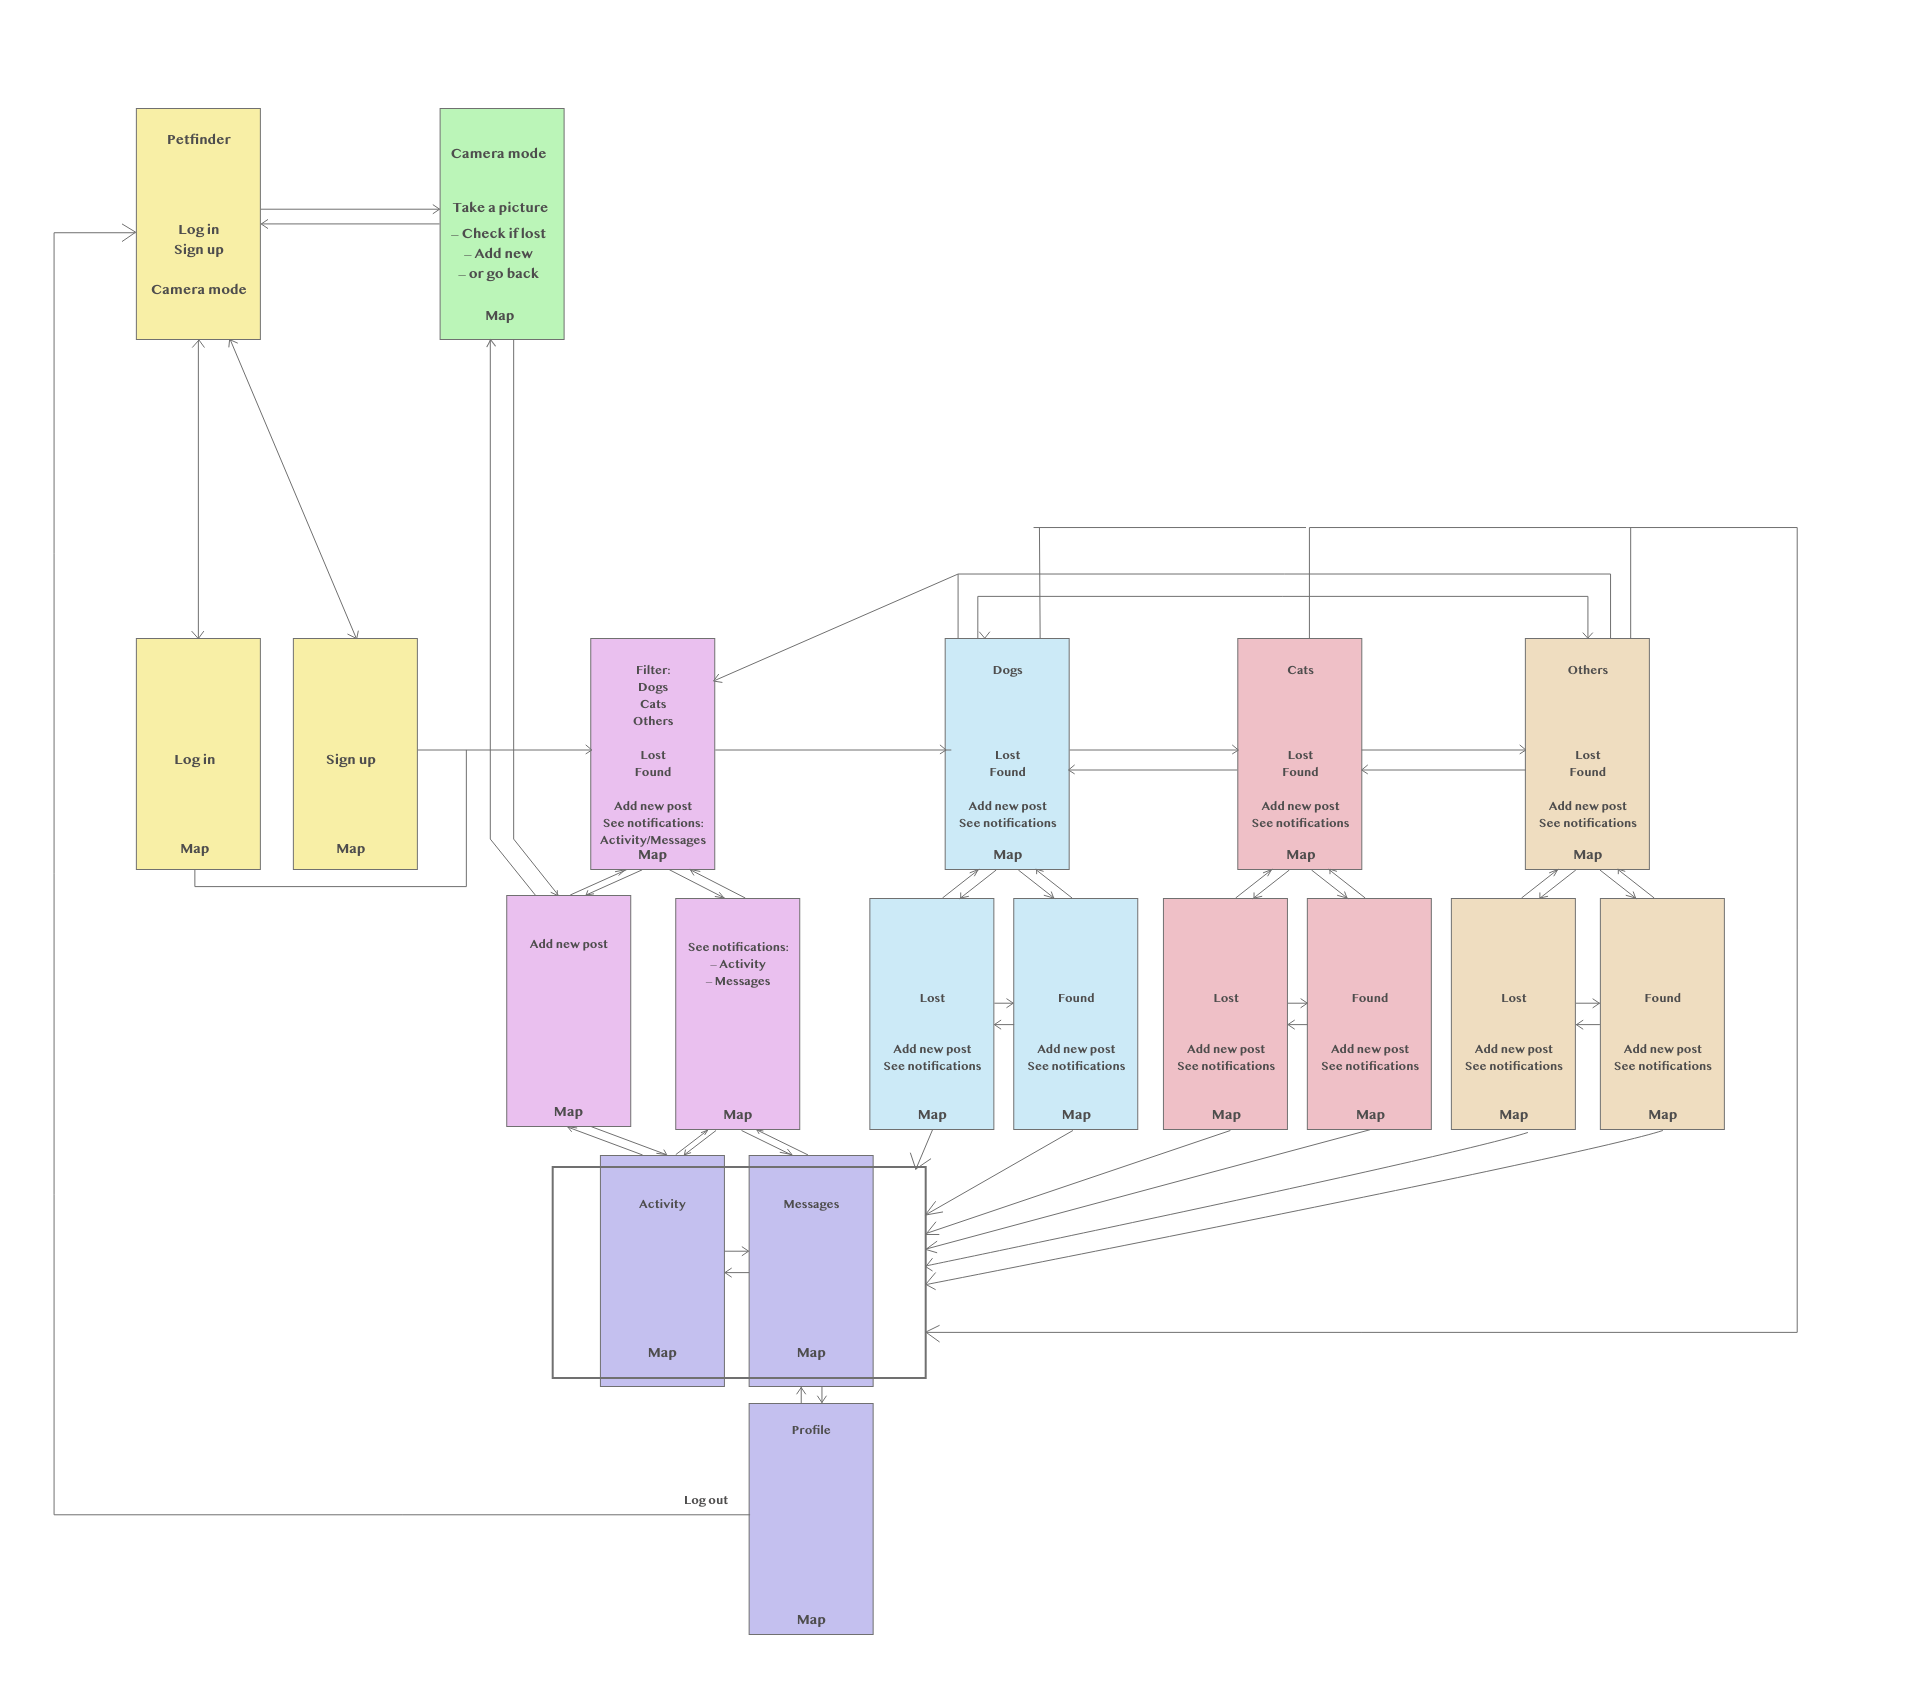 Petfinder
Log in
Sign up
Camera mode
Camera mode
Take a picture
– Check if lost
– Add new
– or go back
Map
Log in
Map
Sign up
Map
Filter:
Dogs
Cats
Others
Lost
Found
Add new post
See notifications:
Activity/Messages
Map
Dogs
Lost
Found
Add new post
See notifications
Map
Cats
Lost
Found
Add new post
See notifications
Map
Others
Lost
Found
Add new post
See notifications
Map
Add new post
Map
See notifications:
– Activity
– Messages
Map
Lost
Add new post
See notifications
Map
Found
Add new post
See notifications
Map
Lost
Add new post
See notifications
Map
Found
Add new post
See notifications
Map
Lost
Add new post
See notifications
Map
Found
Add new post
See notifications
Map
Activity
Map
Messages
Map
Profile
Log out
Map